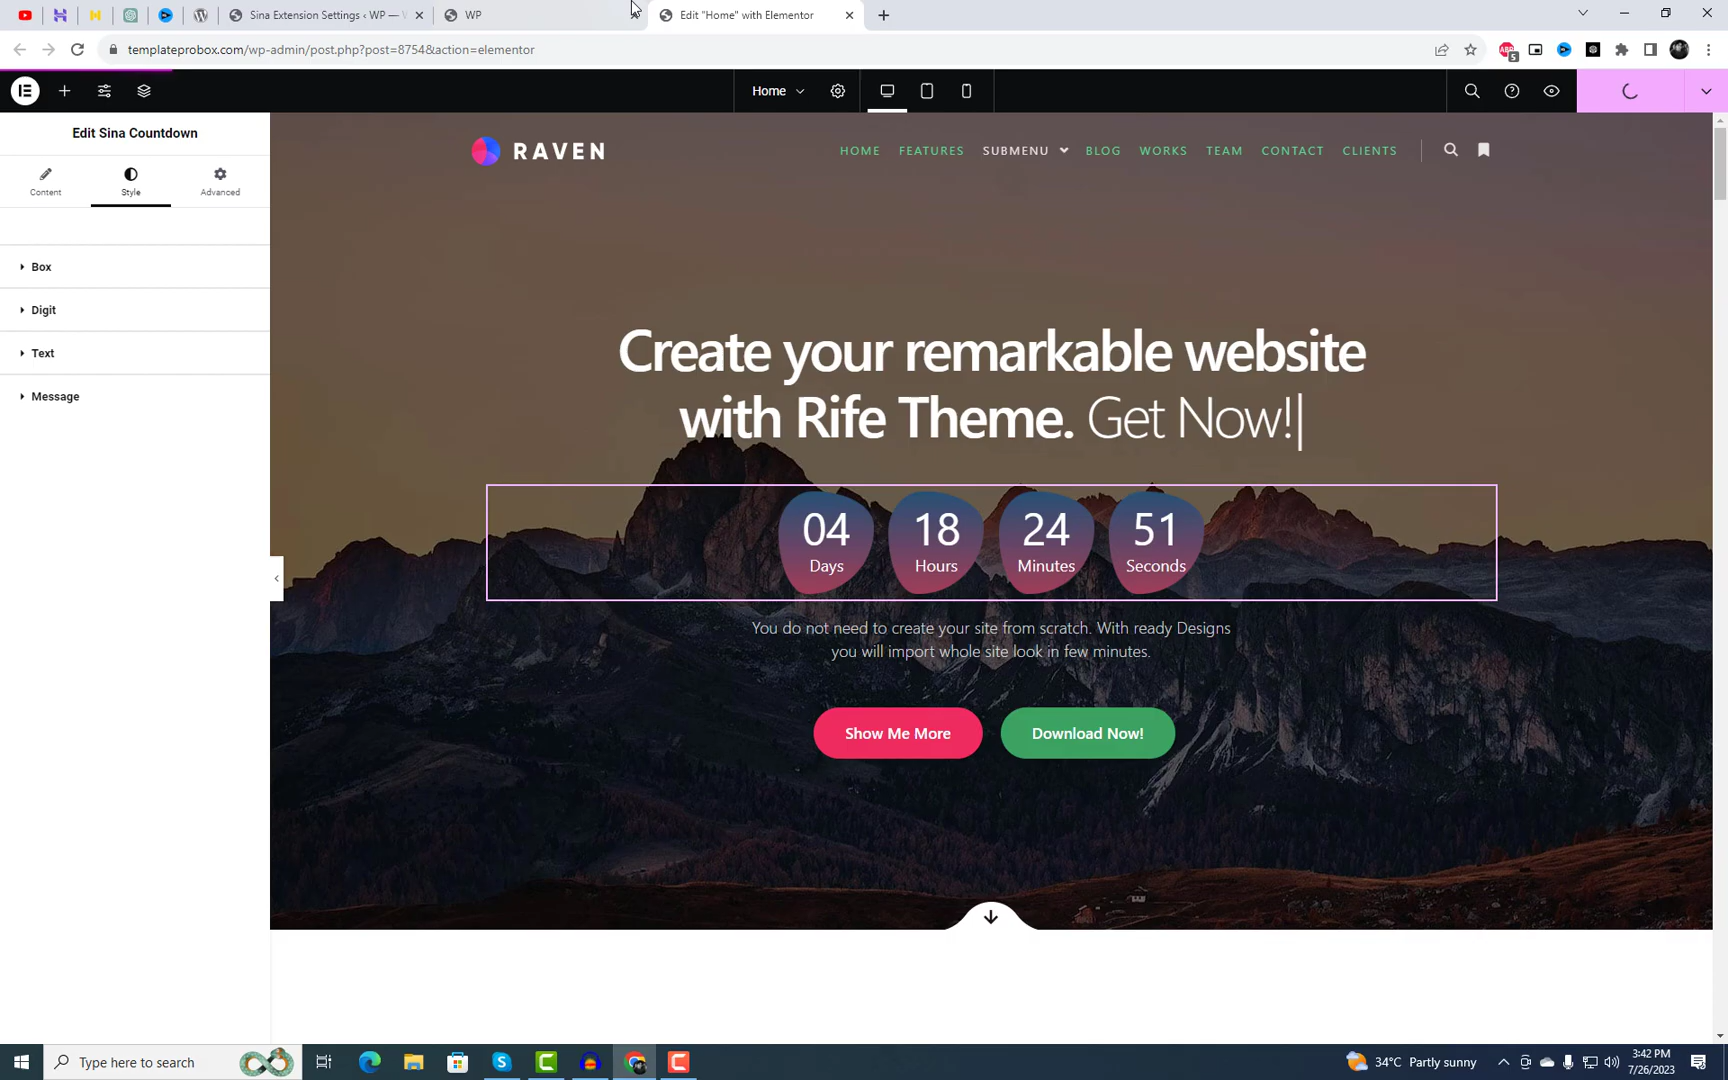 Sina Extension Settings ‹ WP —
WP
Edit "Home" with Elementor
templateprobox.com/wp-admin/post.php?post=8754&action=elementor
5
Home
Edit Sina Countdown
Content
Style
Advanced
Box
Digit
Text
Message
RAVEN
HOME FEATURES SUBMENU BLOG WORKS TEAM CONTACT CLIENTS
Create your remarkable website
with Rife Theme. Get Now!|
04 18 24 51
Days Hours Minutes Seconds
You do not need to create your site from scratch. With ready Designs
you will import whole site look in few minutes.
Show Me More
Download Now!
Type here to search
34°C Partly sunny
3:42 PM
7/26/2023